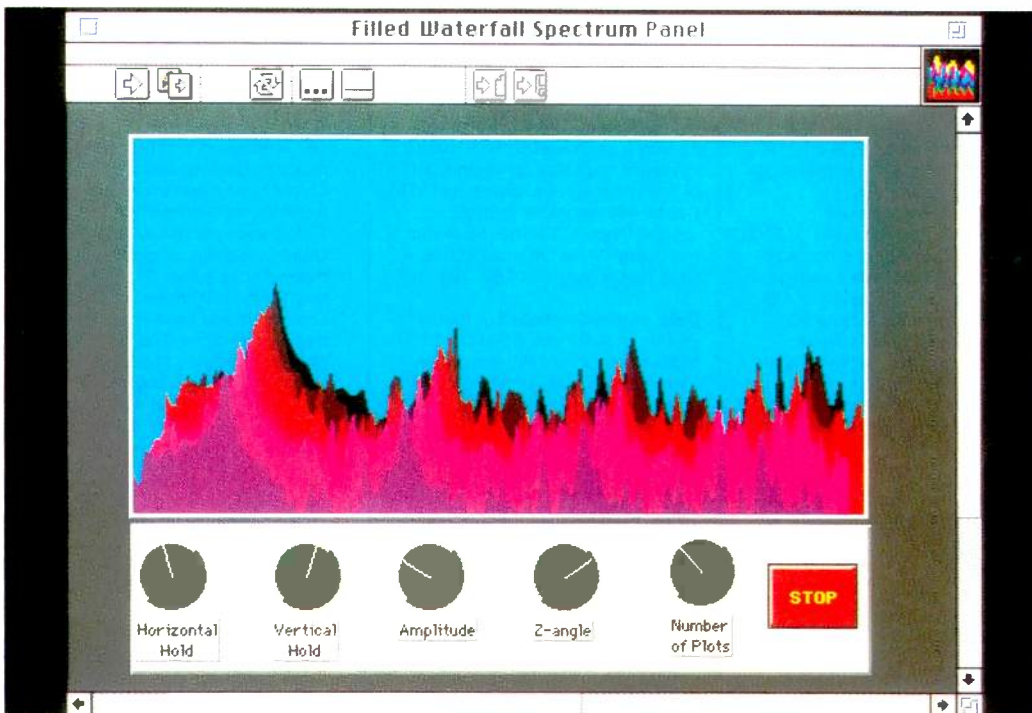 Filled Waterfall Spectrum Panel
Horizontal
Hold
Vertical
Hold
Amplitude
Z-angle
Number
of Plots
STOP